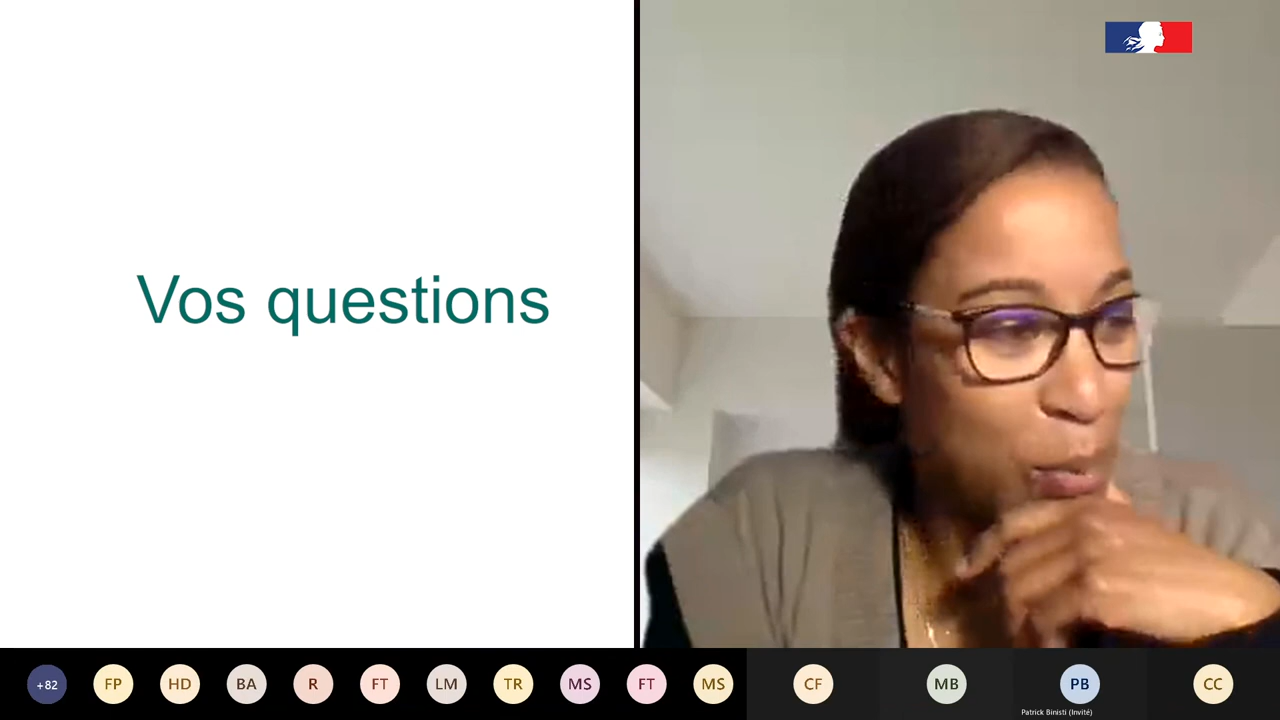 Vos questions
+82
FP
HD
BA
R
FT
LM
TR
MS
FT
MS
CF
MB
PB
CC
Patrick Binisti (Invité)